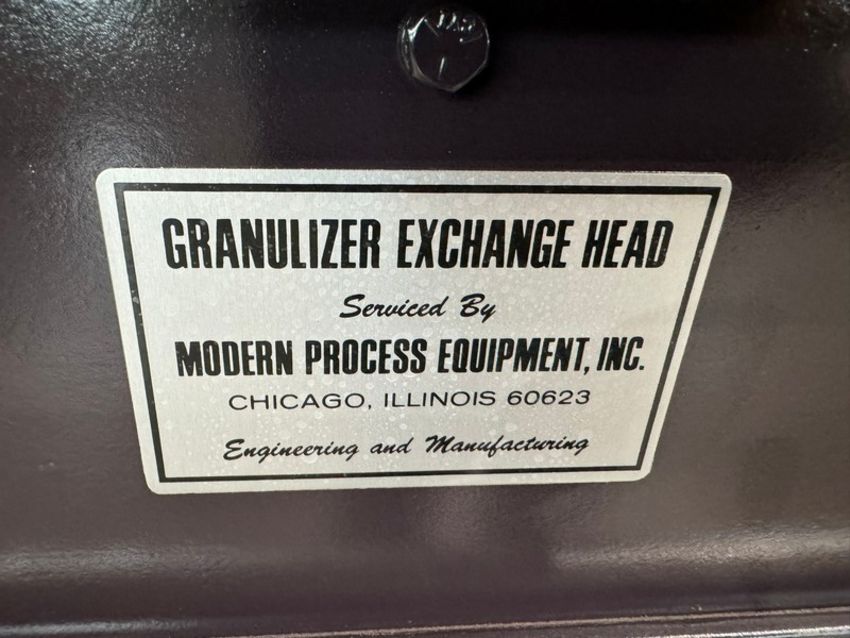 GRANULIZER EXCHANGE HEAD
Serviced By
MODERN PROCESS EQUIPMENT, INC.
CHICAGO, ILLINOIS 60623
Engineering and Manufacturing